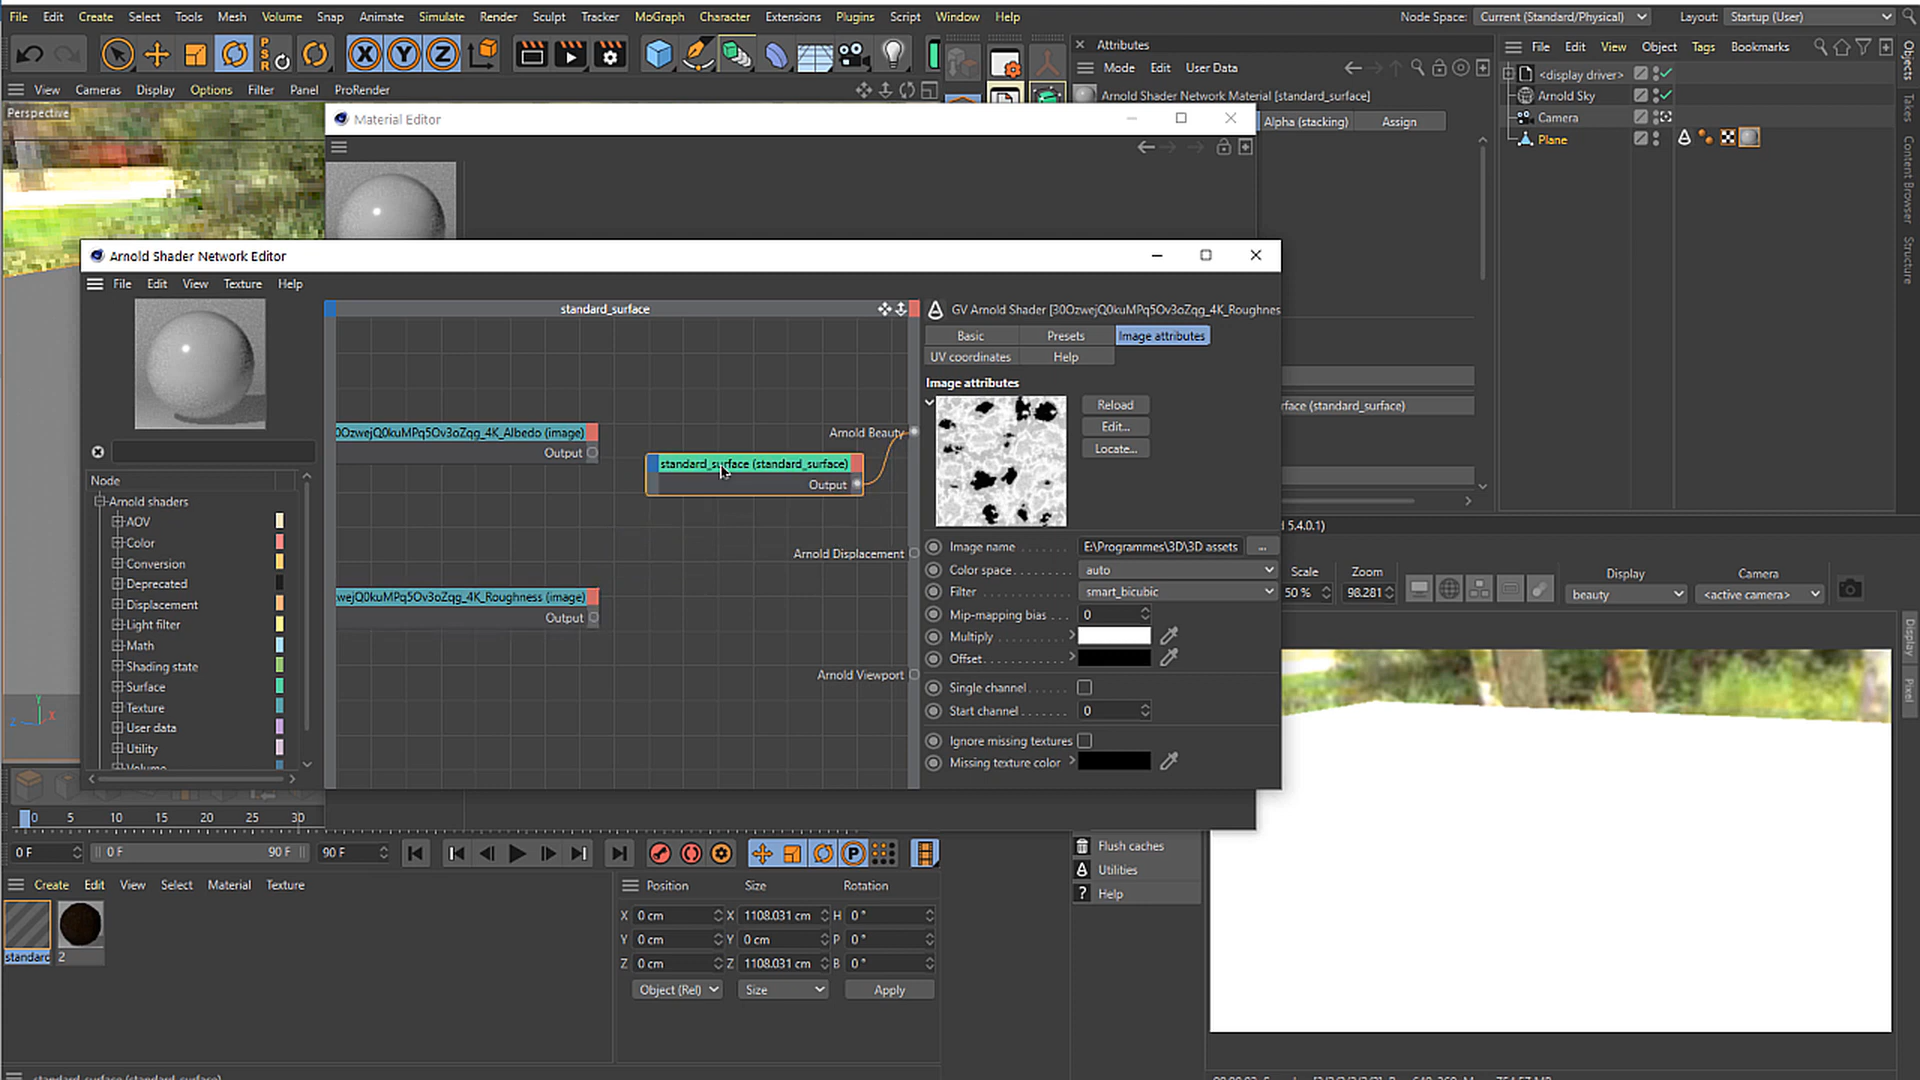 File Edit Create Select Tools Mesh Volume Snap Animate Simulate Render Sculpt Tracker MoGraph Character Extensions Plugins Script Window Help
Node Space: Current (Standard/Physical) Layout: Startup (User)
PSR
X Y Z
Attributes
File Edit View Object Tags Bookmarks
Mode Edit User Data
View Cameras Display Options Filter Panel ProRender
Perspective
Arnold Shader Network Material [standard_surface]
Alpha (stacking) Assign
<display driver>
Arnold Sky
Camera
Plane
Objects
Takes
Content Browser
Structure
Material Editor
Arnold Shader Network Editor
File Edit View Texture Help
standard_surface
GV Arnold Shader [30OzwejQ0kuMPq5Ov3oZqg_4K_Roughnes
Basic Presets Image attributes
UV coordinates Help
Image attributes
Reload
Edit...
Locate...
0OzwejQ0kuMPq5Ov3oZqg_4K_Albedo (image)
Output
Arnold Beauty
standard_surface (standard_surface)
Output
Arnold Displacement
wejQ0kuMPq5Ov3oZqg_4K_Roughness (image)
Output
Arnold Viewport
Node
Arnold shaders
AOV
Color
Conversion
Deprecated
Displacement
Light filter
Math
Shading state
Surface
Texture
User data
Utility
Volume
Image name E:\Programmes\3D\3D assets ...
Color space auto
Filter smart_bicubic
Mip-mapping bias 0
Multiply
Offset
Single channel
Start channel 0
Ignore missing textures
Missing texture color
rface (standard_surface)
5.4.0.1)
Scale Zoom Display Camera
50 % 98.281 beauty <active camera>
Display
Pixel
Y
Z X
0 5 10 15 20 25 30
0 F 0 F 90 F 90 F
P
Create Edit View Select Material Texture
standard 2
Position Size Rotation
X 0 cm X 1108.031 cm H 0 °
Y 0 cm Y 0 cm P 0 °
Z 0 cm Z 1108.031 cm B 0 °
Object (Rel) Size Apply
Flush caches
Utilities
Help
standard_surface (standard_surface)